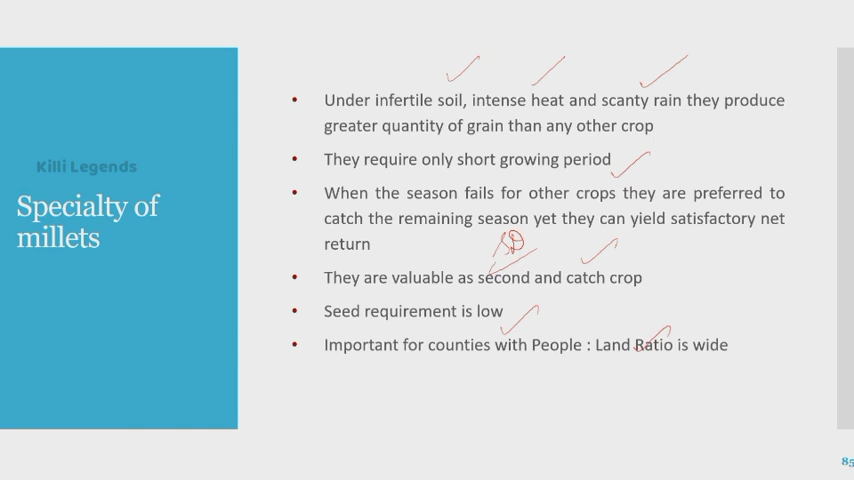 Killi Legends
Specialty of
millets
• Under infertile soil, intense heat and scanty rain they produce
greater quantity of grain than any other crop
• They require only short growing period
• When the season fails for other crops they are preferred to
catch the remaining season yet they can yield satisfactory net
return
• They are valuable as second and catch crop
• Seed requirement is low
• Important for counties with People : Land Ratio is wide